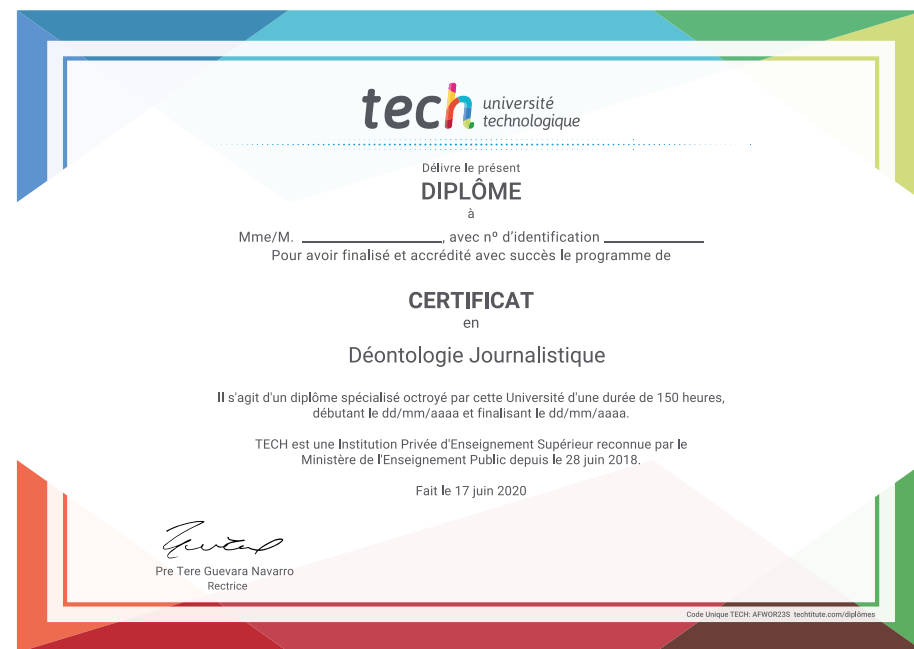 tech université
technologique
Délivre le présent
DIPLÔME
à
Mme/M. ____________, avec nº d'identification ____________
Pour avoir finalisé et accrédité avec succès le programme de
CERTIFICAT
en
Déontologie Journalistique
Il s'agit d'un diplôme spécialisé octroyé par cette Université d'une durée de 150 heures,
débutant le dd/mm/aaaa et finalisant le dd/mm/aaaa.
TECH est une Institution Privée d'Enseignement Supérieur reconnue par le
Ministère de l'Enseignement Public depuis le 28 juin 2018.
Fait le 17 juin 2020
Pre Tere Guevara Navarro
Rectrice
Code Unique TECH: AFWOR23S techtitute.com/diplômes